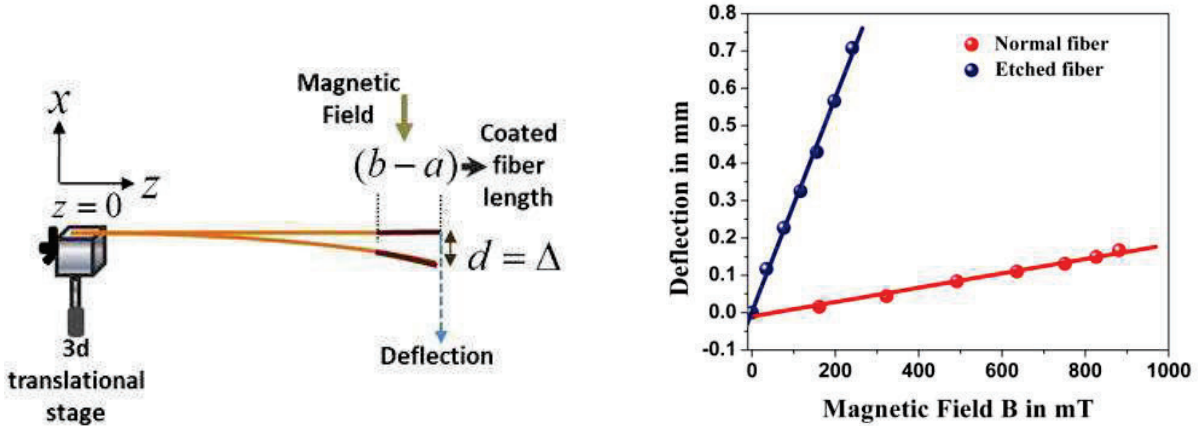 x
z
z = 0
Magnetic
Field
(b − a)
Coated
fiber
length
d = Δ
Deflection
3d
translational
stage
Deflection in mm
0.8
0.7
0.6
0.5
0.4
0.3
0.2
0.1
0.0
-0.1
Normal fiber
Etched fiber
0
200
400
600
800
1000
Magnetic Field B in mT